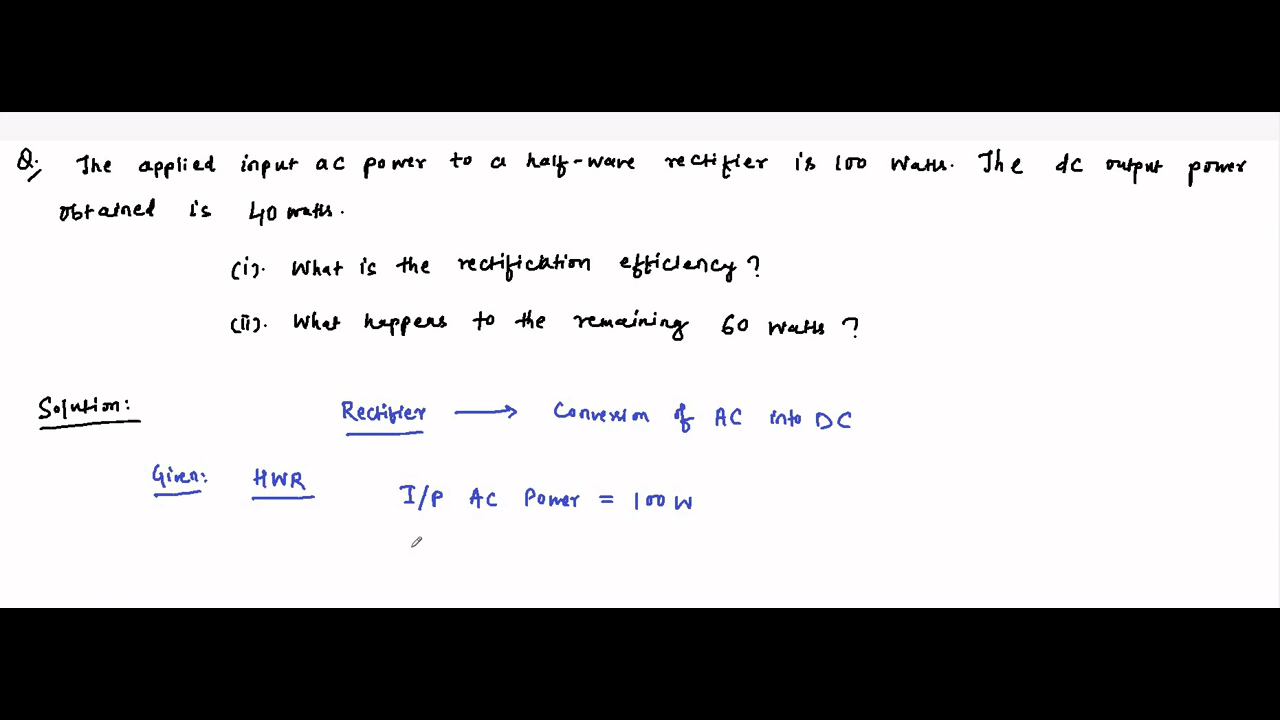 Q. The applied input ac power to a half-wave rectifier is 100 Watts. The dc output power
obtained is 40 watts.
(i). What is the rectification efficiency?
(ii). What happens to the remaining 60 watts?
Solution: Rectifier ⟶ Conversion of AC into DC
Given: HWR I/P AC Power = 100 W